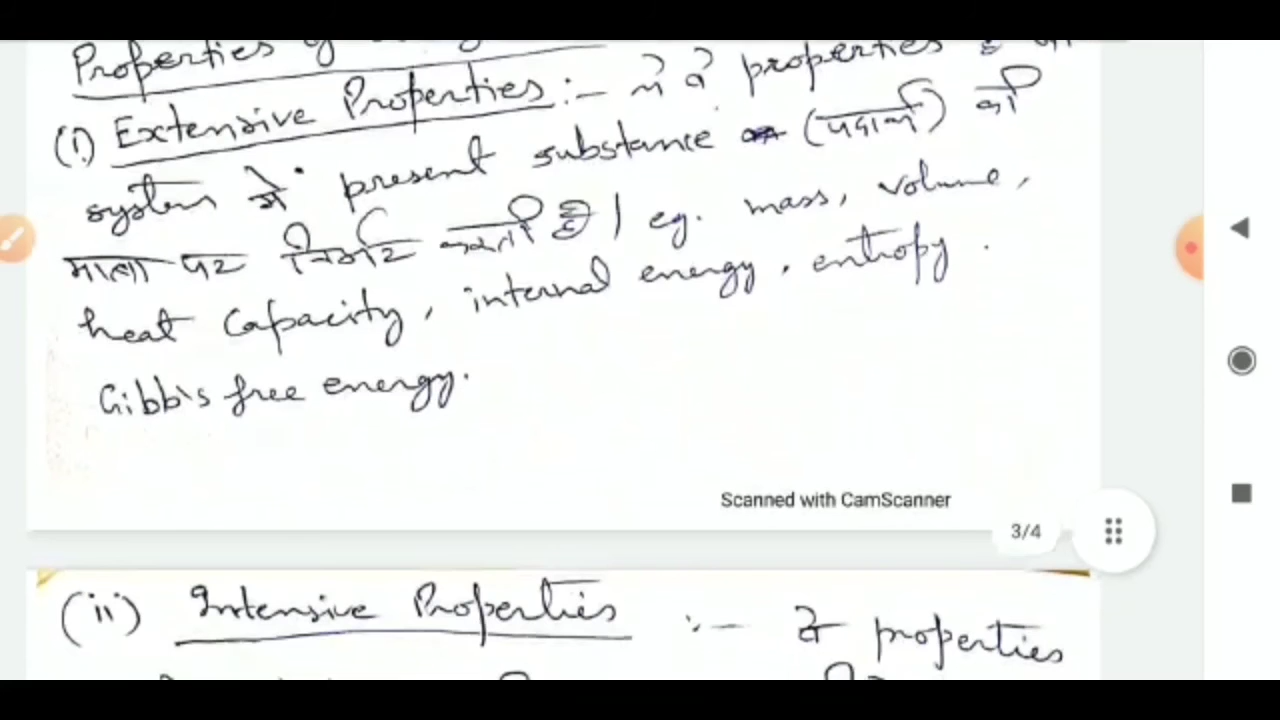 Properties of
(i) Extensive Properties :- वे properties है जो
system में present substance (पदार्थ) की
मात्रा पर निर्भर करती है | eg. mass, volume,
heat capacity, internal energy, entropy.
Gibb's free energy.
Scanned with CamScanner
3/4
(ii) Intensive Properties :- वे properties